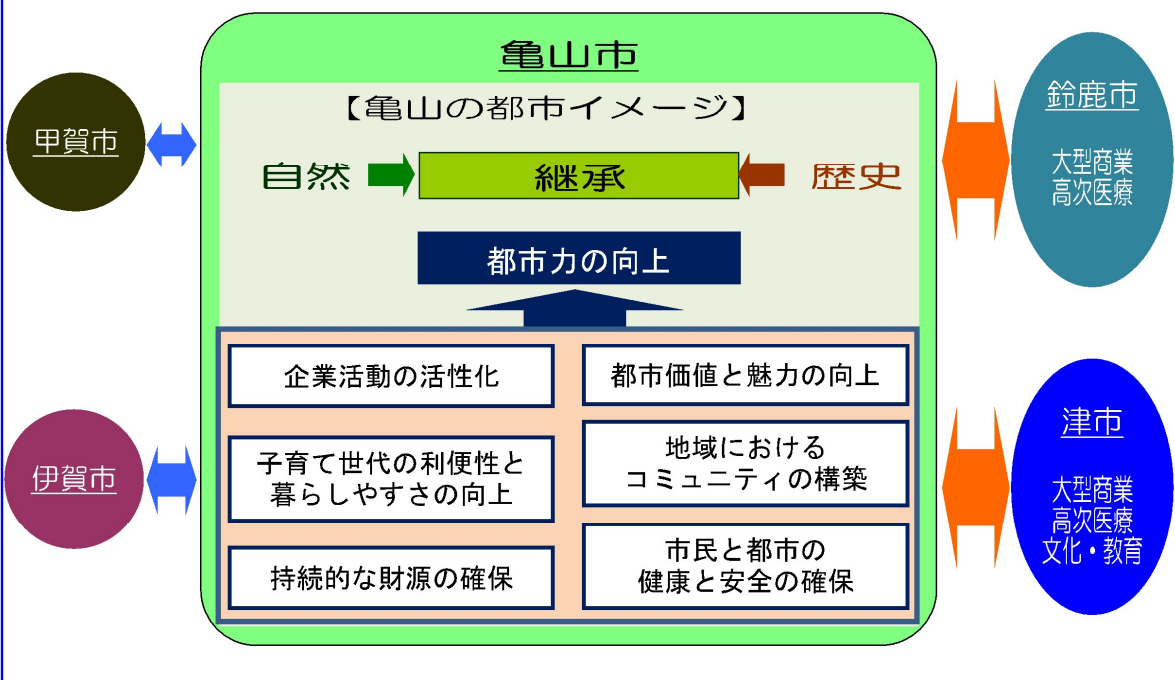 亀山市
【亀山の都市イメージ】
自然
継承
歴史
都市力の向上
企業活動の活性化
都市価値と魅力の向上
子育て世代の利便性と
暮らしやすさの向上
地域における
コミュニティの構築
持続的な財源の確保
市民と都市の
健康と安全の確保
甲賀市
伊賀市
鈴鹿市
大型商業
高次医療
津市
大型商業
高次医療
文化・教育